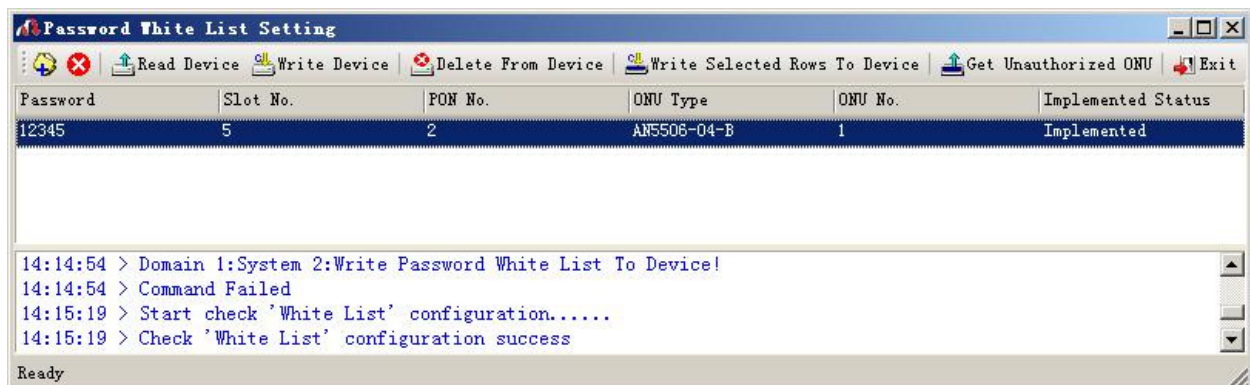 Password White List Setting
Read Device Write Device Delete From Device Write Selected Rows To Device Get Unauthorized ONU Exit
Password Slot No. PON No. ONU Type ONU No. Implemented Status
12345 5 2 AN5506-04-B 1 Implemented
14:14:54 > Domain 1:System 2:Write Password White List To Device!
14:14:54 > Command Failed
14:15:19 > Start check 'White List' configuration......
14:15:19 > Check 'White List' configuration success
Ready